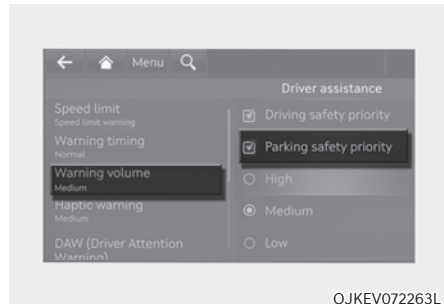 Menu
Driver assistance
Speed limit
Speed limit warning
Warning timing
Normal
Warning volume
Medium
Haptic warning
Medium
DAW (Driver Attention
Warning)
Driving safety priority
Parking safety priority
High
Medium
Low
OJKEV072263L